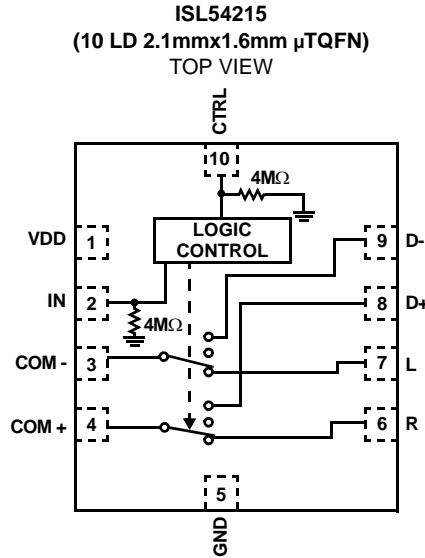 ISL54215
(10 LD 2.1mmx1.6mm µTQFN)
TOP VIEW
CTRL
10
4MΩ
LOGIC
CONTROL
VDD 1
9 D-
IN 2
8 D+
4MΩ
COM - 3
7 L
COM + 4
6 R
5
GND